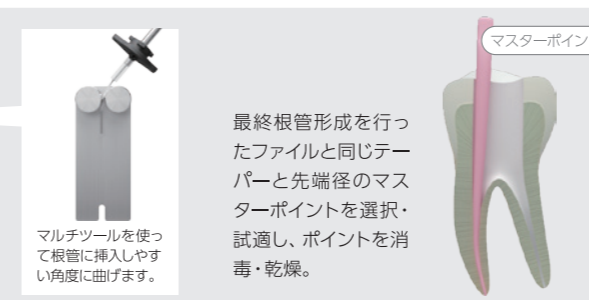 マルチツールを使っ
て根管に挿入しやす
い角度に曲げます。
最終根管形成を行っ
たファイルと同じテー
パーと先端径のマス
ターポイントを選択・
試適し、ポイントを消
毒・乾燥。
マスターポイン